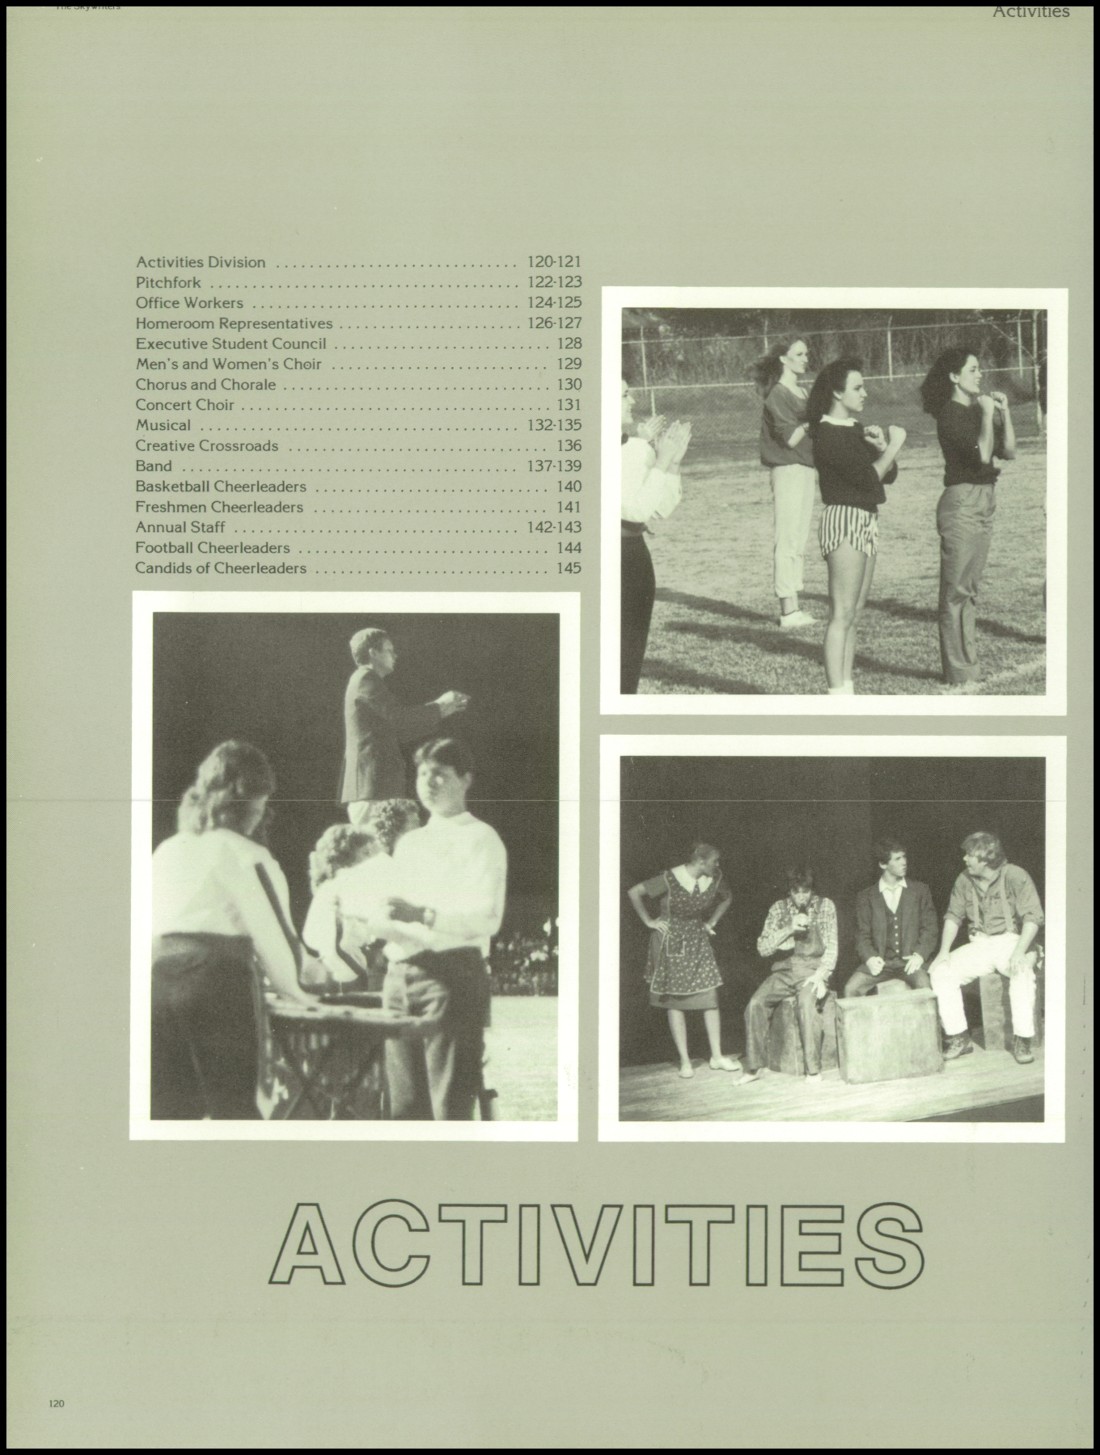 The Skywriters
Activities
Activities Division ............................ 120-121
Pitchfork .................................... 122-123
Office Workers ............................... 124-125
Homeroom Representatives ...................... 126-127
Executive Student Council .......................... 128
Men's and Women's Choir .......................... 129
Chorus and Chorale ................................ 130
Concert Choir ..................................... 131
Musical ...................................... 132-135
Creative Crossroads ............................... 136
Band ........................................ 137-139
Basketball Cheerleaders ............................ 140
Freshmen Cheerleaders ............................ 141
Annual Staff .................................. 142-143
Football Cheerleaders .............................. 144
Candids of Cheerleaders ............................ 145
ACTIVITIES
120